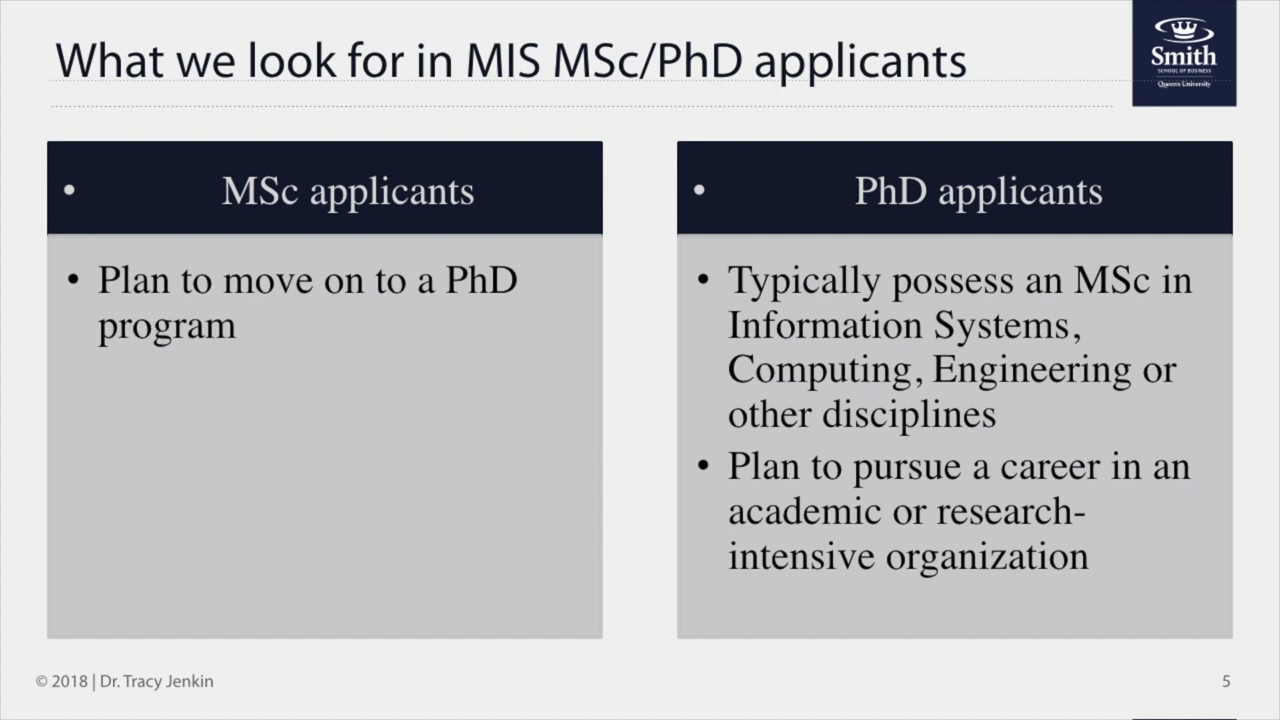 What we look for in MIS MSc/PhD applicants
Smith
SCHOOL OF BUSINESS
Queen's University
• MSc applicants
• Plan to move on to a PhD
program
• PhD applicants
• Typically possess an MSc in
Information Systems,
Computing, Engineering or
other disciplines
• Plan to pursue a career in an
academic or research-
intensive organization
© 2018 | Dr. Tracy Jenkin
5